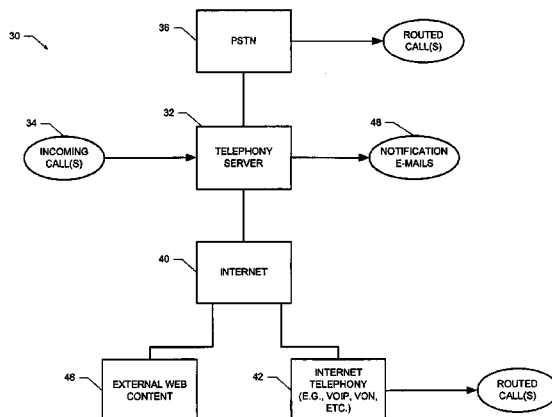 30
36
PSTN
ROUTED
CALL(S)
34
INCOMING
CALL(S)
32
TELEPHONY
SERVER
48
NOTIFICATION
E-MAILS
40
INTERNET
46
EXTERNAL WEB
CONTENT
42
INTERNET
TELEPHONY
(E.G., VOIP, VON,
ETC.)
ROUTED
CALL(S)